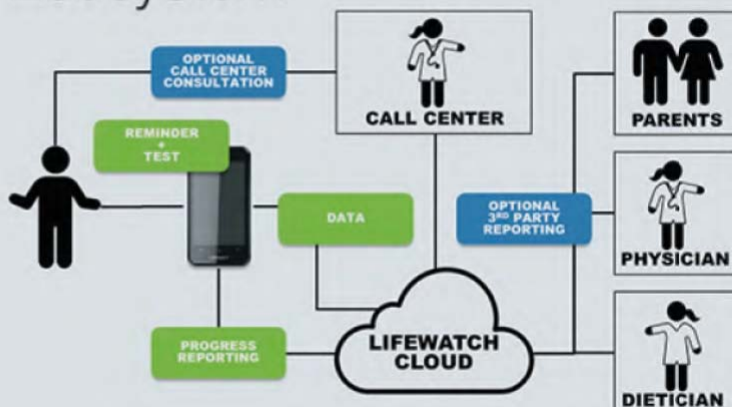 OPTIONAL
CALL CENTER
CONSULTATION
CALL CENTER
PARENTS
REMINDER
+
TEST
DATA
OPTIONAL
3RD PARTY
REPORTING
PHYSICIAN
PROGRESS
REPORTING
LIFEWATCH
CLOUD
DIETICIAN